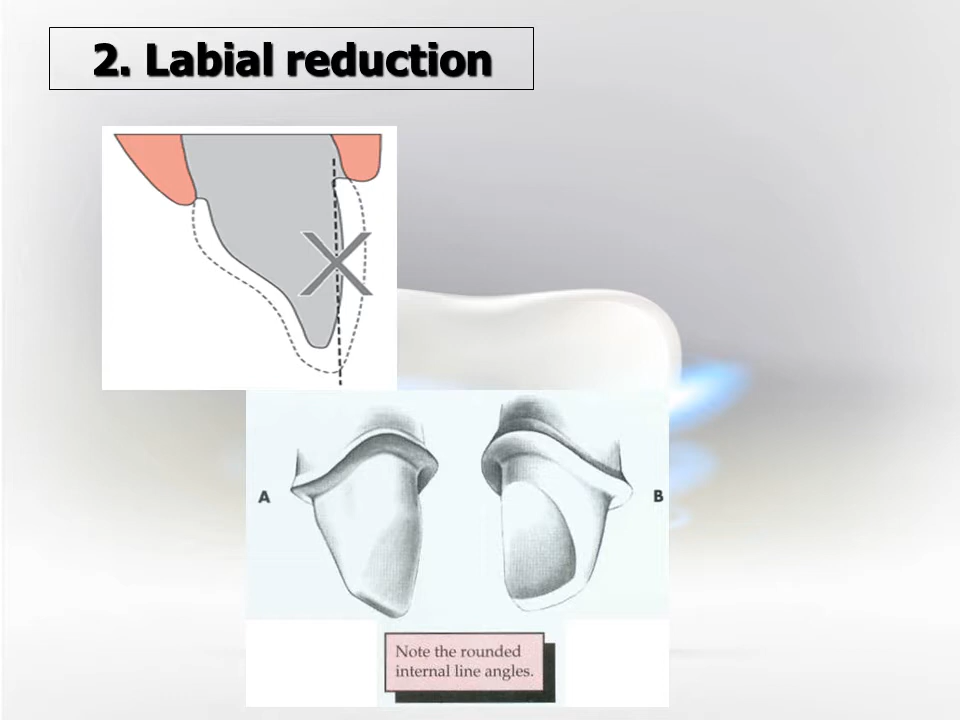 2. Labial reduction
A
B
Note the rounded
internal line angles.